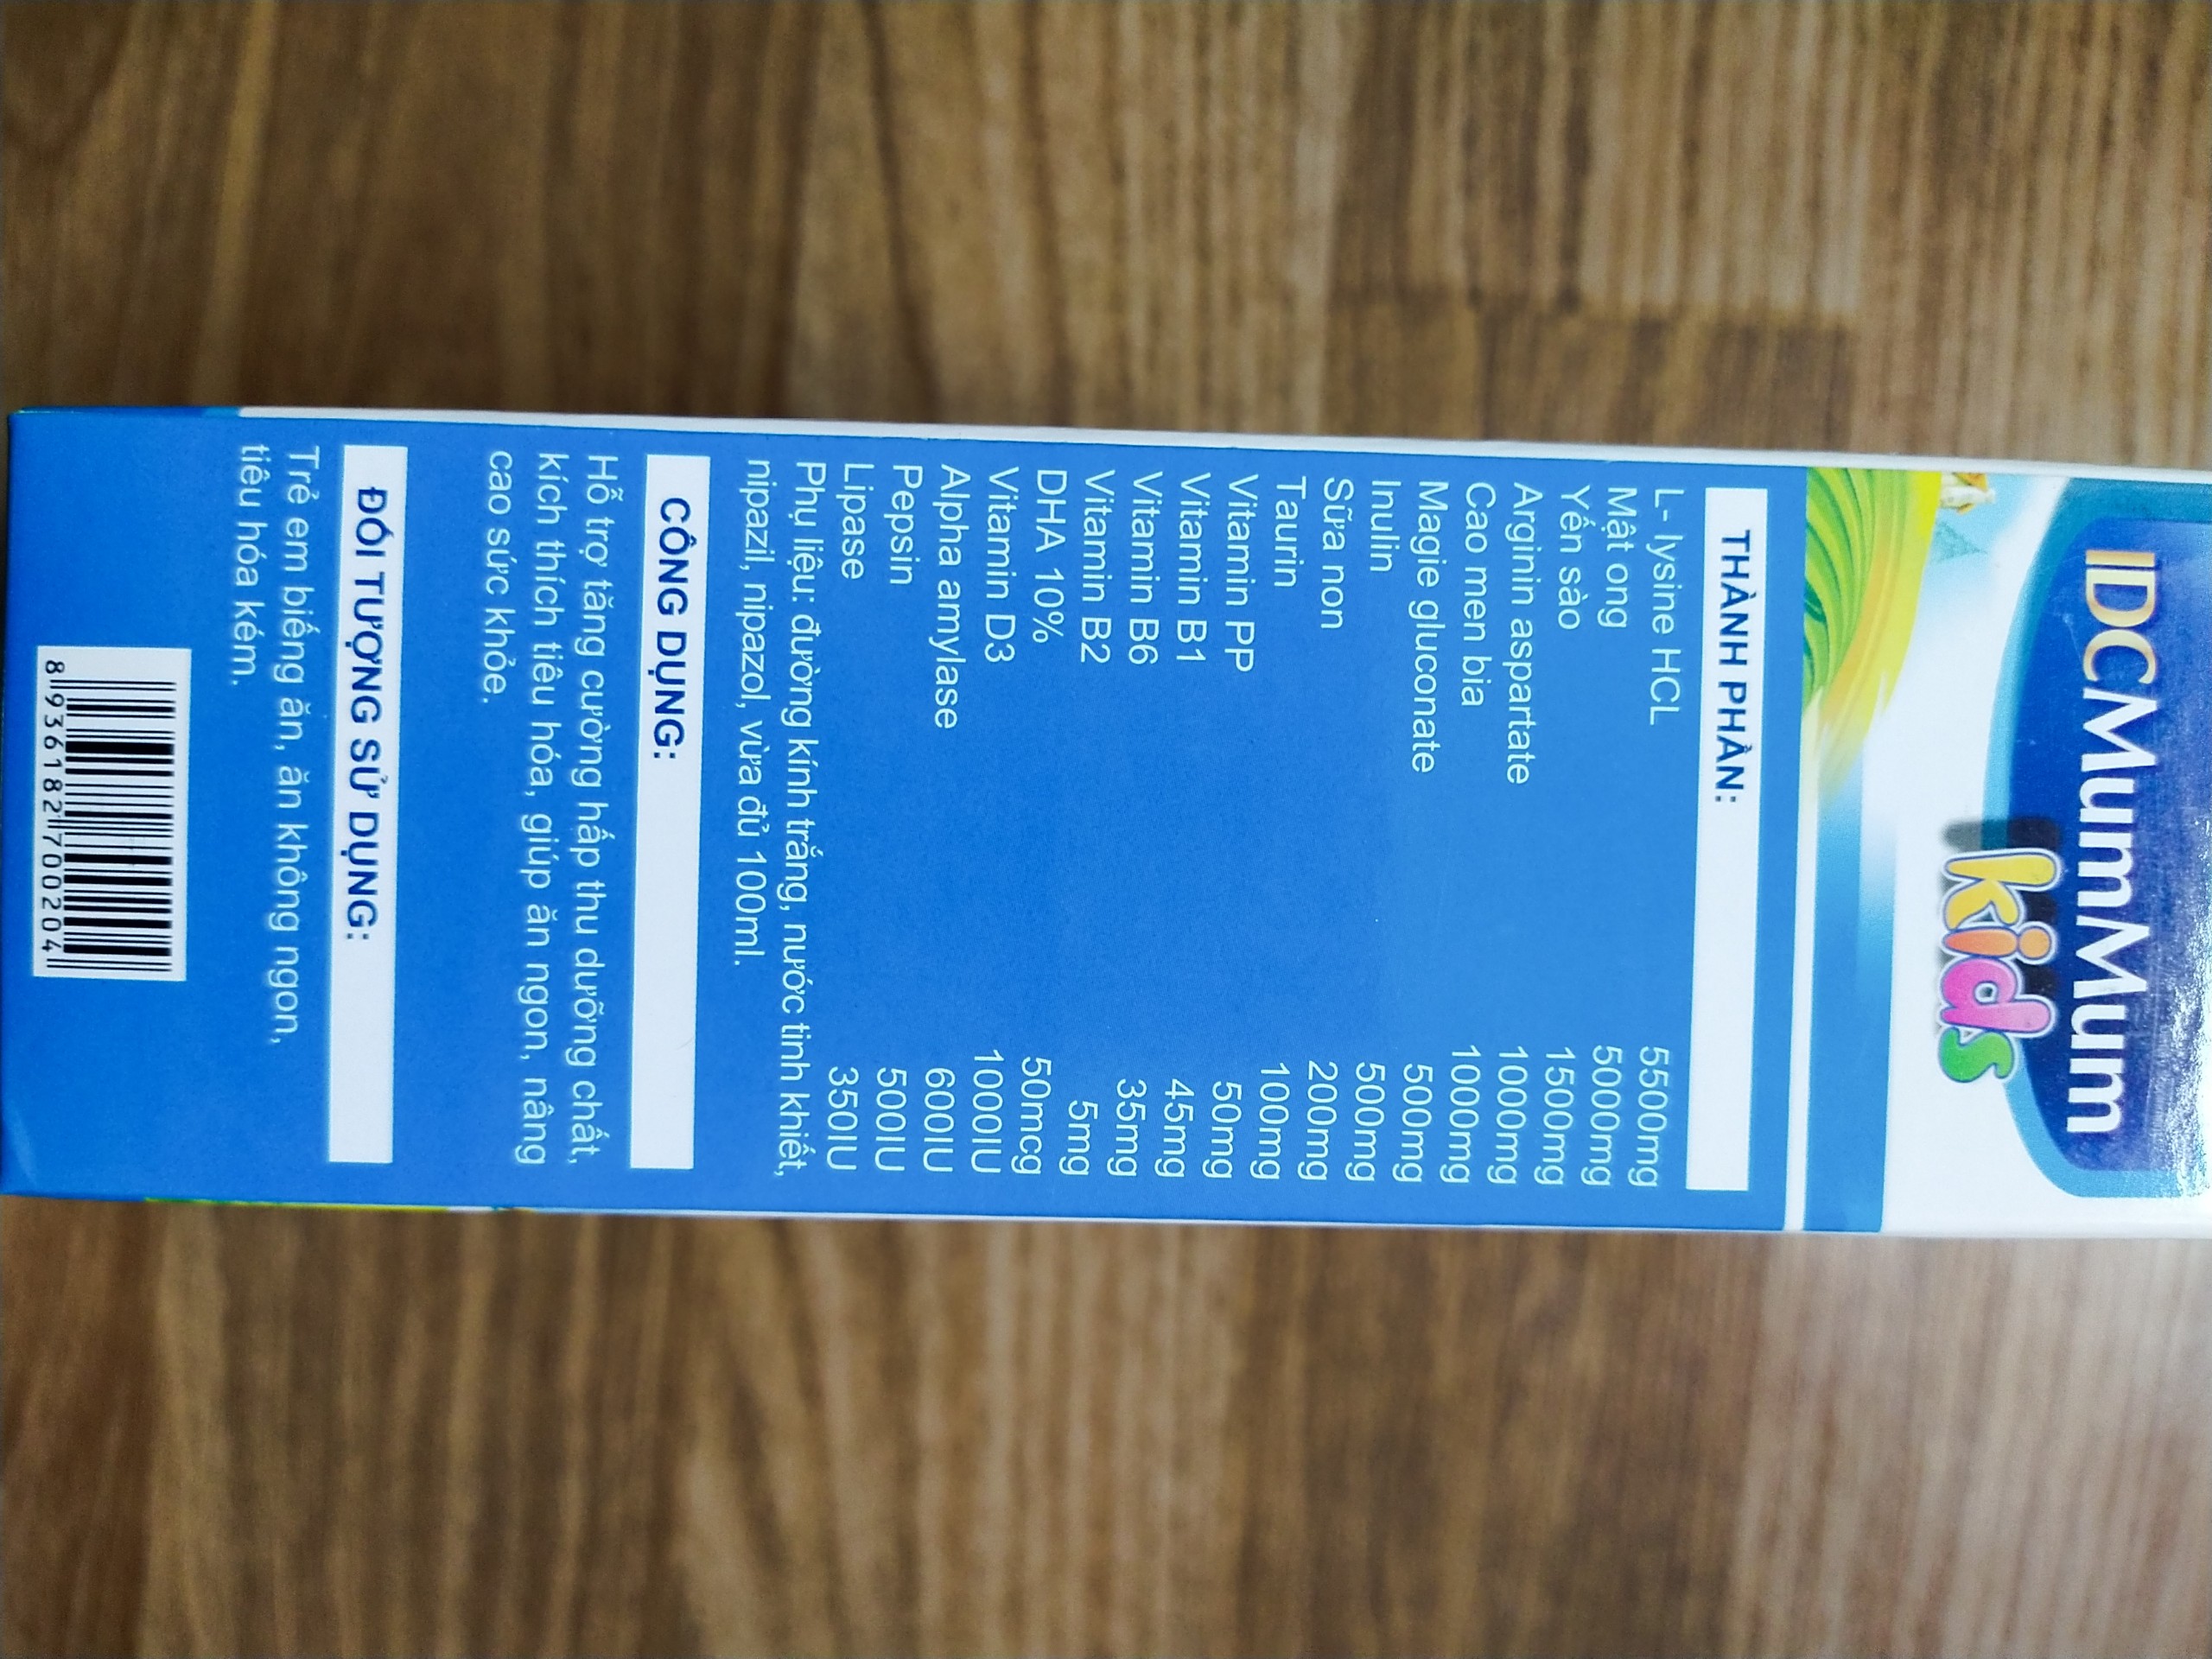 IDCMumMum
kids
THÀNH PHẦN:
L- lysine HCL 5500mg
Mật ong 5000mg
Yến sào 1500mg
Arginin aspartate 1000mg
Cao men bia 1000mg
Magie gluconate 500mg
Inulin 500mg
Sữa non 200mg
Taurin 100mg
Vitamin PP 50mg
Vitamin B1 45mg
Vitamin B6 35mg
Vitamin B2 5mg
DHA 10% 50mcg
Vitamin D3 1000IU
Alpha amylase 600IU
Pepsin 500IU
Lipase 350IU
Phụ liệu: đường kính trắng, nước tinh khiết,
nipazil, nipazol, vừa đủ 100ml.
CÔNG DỤNG:
Hỗ trợ tăng cường hấp thu dưỡng chất,
kích thích tiêu hóa, giúp ăn ngon, nâng
cao sức khỏe.
ĐỐI TƯỢNG SỬ DỤNG:
Trẻ em biếng ăn, ăn không ngon,
tiêu hóa kém.
8 936182 700204